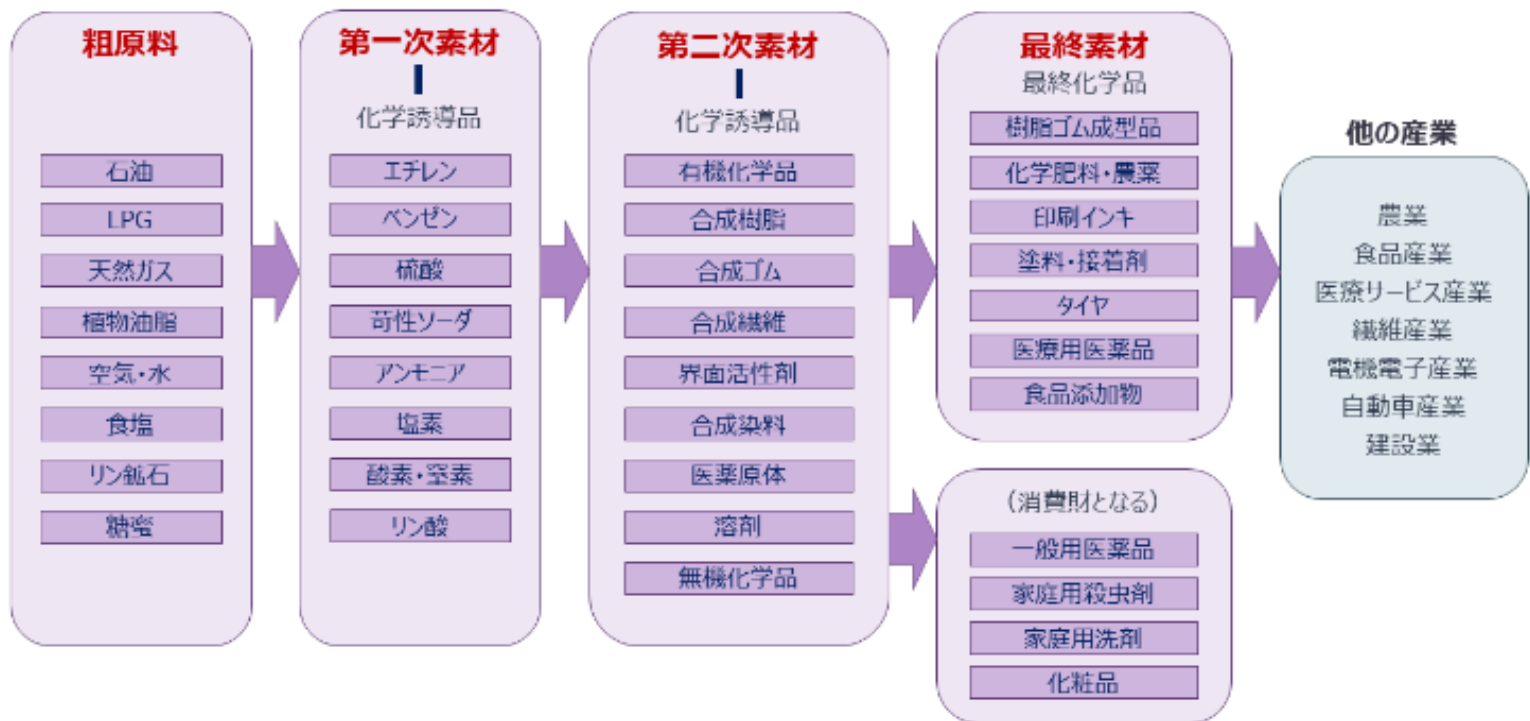 粗原料
石油
LPG
天然ガス
植物油脂
空気・水
食塩
リン鉱石
糖蜜
第一次素材
化学誘導品
エチレン
ベンゼン
硫酸
苛性ソーダ
アンモニア
塩素
酸素・窒素
リン酸
第二次素材
化学誘導品
有機化学品
合成樹脂
合成ゴム
合成繊維
界面活性剤
合成染料
医薬原体
溶剤
無機化学品
最終素材
最終化学品
樹脂ゴム成型品
化学肥料・農薬
印刷インキ
塗料・接着剤
タイヤ
医療用医薬品
食品添加物
(消費財となる)
一般用医薬品
家庭用殺虫剤
家庭用洗剤
化粧品
他の産業
農業
食品産業
医療サービス産業
繊維産業
電機電子産業
自動車産業
建設業